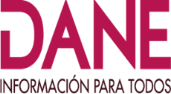 DANE
INFORMACIÓN PARA TODOS